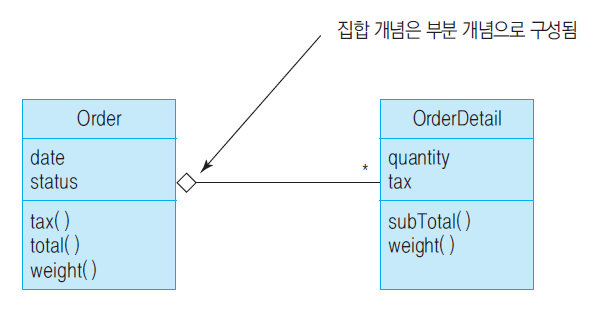 집합 개념은 부분 개념으로 구성됨
Order
date
status
tax( )
total( )
weight( )
*
OrderDetail
quantity
tax
subTotal( )
weight( )